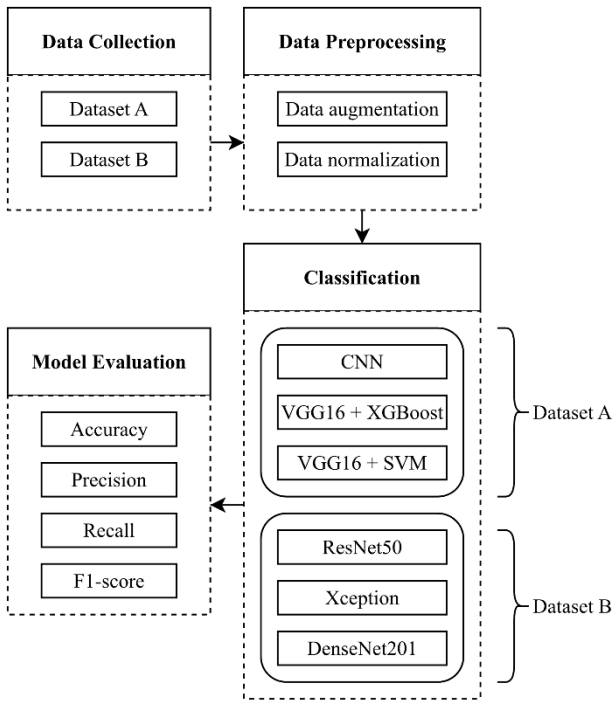 Data Collection
Dataset A
Dataset B
Data Preprocessing
Data augmentation
Data normalization
Classification
CNN
VGG16 + XGBoost
VGG16 + SVM
Dataset A
ResNet50
Xception
DenseNet201
Dataset B
Model Evaluation
Accuracy
Precision
Recall
F1-score